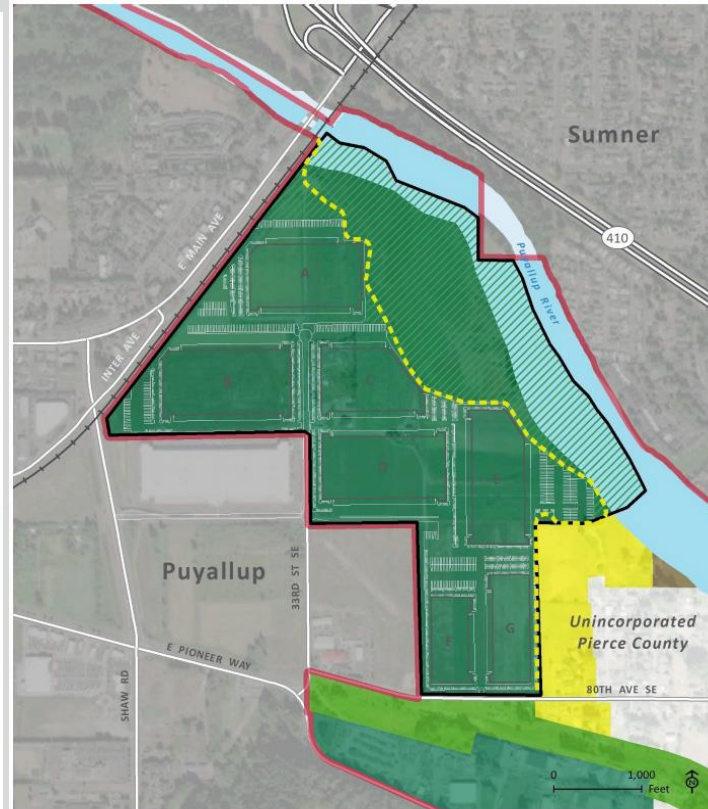 Sumner
410
Puyallup River
E MAIN AVE
INTER AVE
A
B
C
D
E
F
G
Puyallup
33RD ST SE
Unincorporated
Pierce County
E PIONEER WAY
SHAW RD
80TH AVE SE
0
1,000
Feet
N